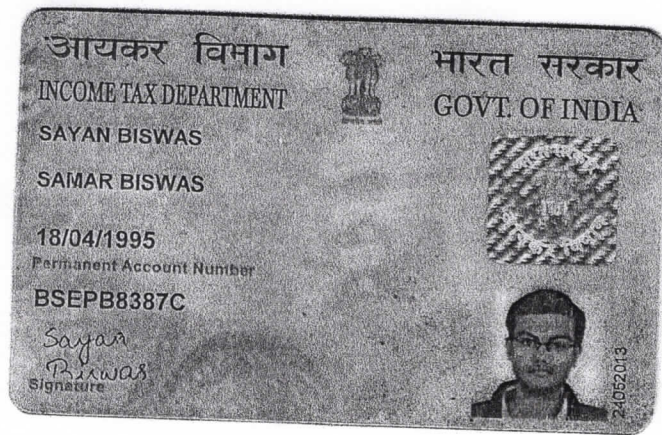 आयकर विभाग
INCOME TAX DEPARTMENT
भारत सरकार
GOVT. OF INDIA
SAYAN BISWAS
SAMAR BISWAS
18/04/1995
Permanent Account Number
BSEPB8387C
Sayan
Biswas
Signature
24052013